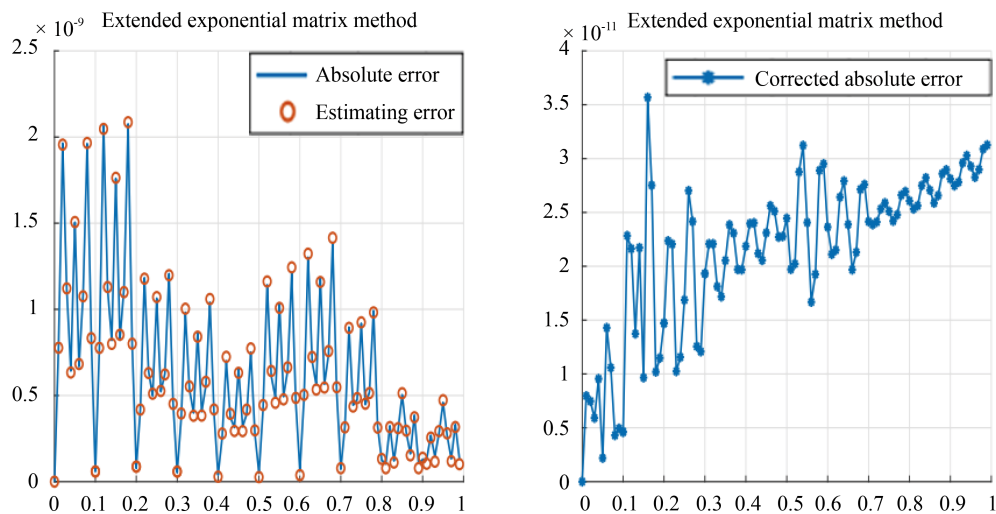 Extended exponential matrix method
× 10-9
2.5
2
1.5
1
0.5
0
Absolute error
Estimating error
0 0.1 0.2 0.3 0.4 0.5 0.6 0.7 0.8 0.9 1
Extended exponential matrix method
× 10-11
4
3.5
3
2.5
2
1.5
1
0.5
0
Corrected absolute error
0 0.1 0.2 0.3 0.4 0.5 0.6 0.7 0.8 0.9 1